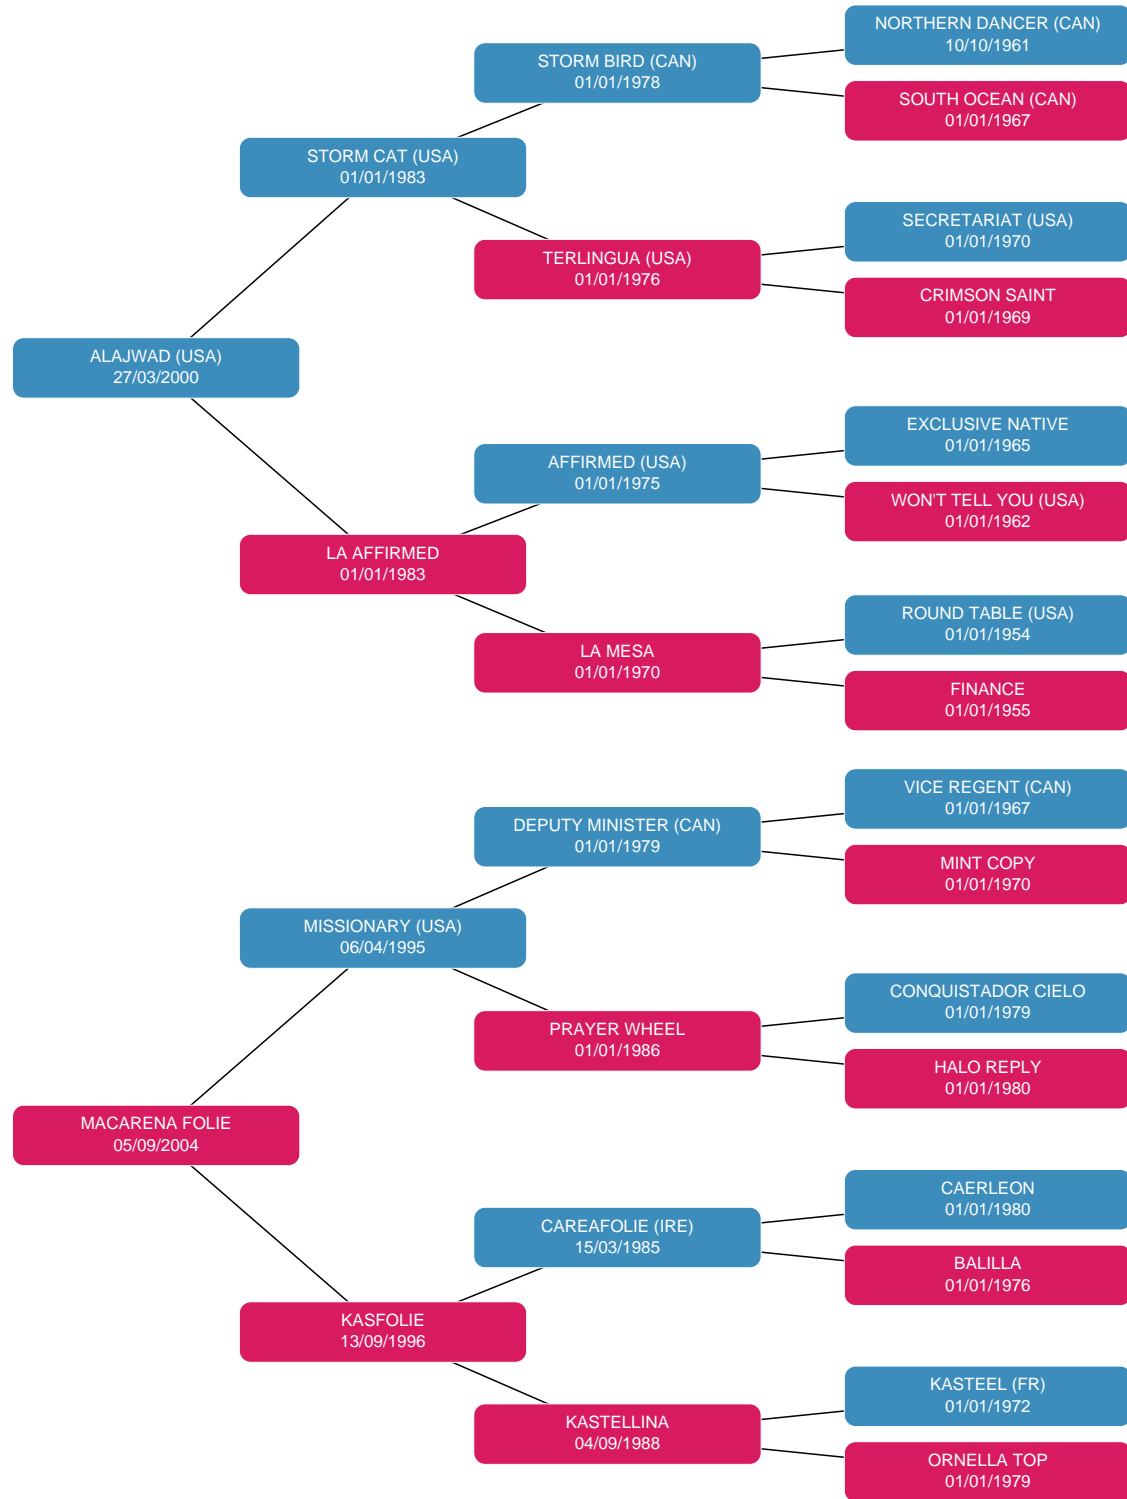 NORTHERN DANCER (CAN)
10/10/1961
STORM BIRD (CAN)
01/01/1978
SOUTH OCEAN (CAN)
01/01/1967
STORM CAT (USA)
01/01/1983
SECRETARIAT (USA)
01/01/1970
TERLINGUA (USA)
01/01/1976
CRIMSON SAINT
01/01/1969
ALAJWAD (USA)
27/03/2000
EXCLUSIVE NATIVE
01/01/1965
AFFIRMED (USA)
01/01/1975
WON'T TELL YOU (USA)
01/01/1962
LA AFFIRMED
01/01/1983
ROUND TABLE (USA)
01/01/1954
LA MESA
01/01/1970
FINANCE
01/01/1955
VICE REGENT (CAN)
01/01/1967
DEPUTY MINISTER (CAN)
01/01/1979
MINT COPY
01/01/1970
MISSIONARY (USA)
06/04/1995
CONQUISTADOR CIELO
01/01/1979
PRAYER WHEEL
01/01/1986
HALO REPLY
01/01/1980
MACARENA FOLIE
05/09/2004
CAERLEON
01/01/1980
CAREAFOLIE (IRE)
15/03/1985
BALILLA
01/01/1976
KASFOLIE
13/09/1996
KASTEEL (FR)
01/01/1972
KASTELLINA
04/09/1988
ORNELLA TOP
01/01/1979